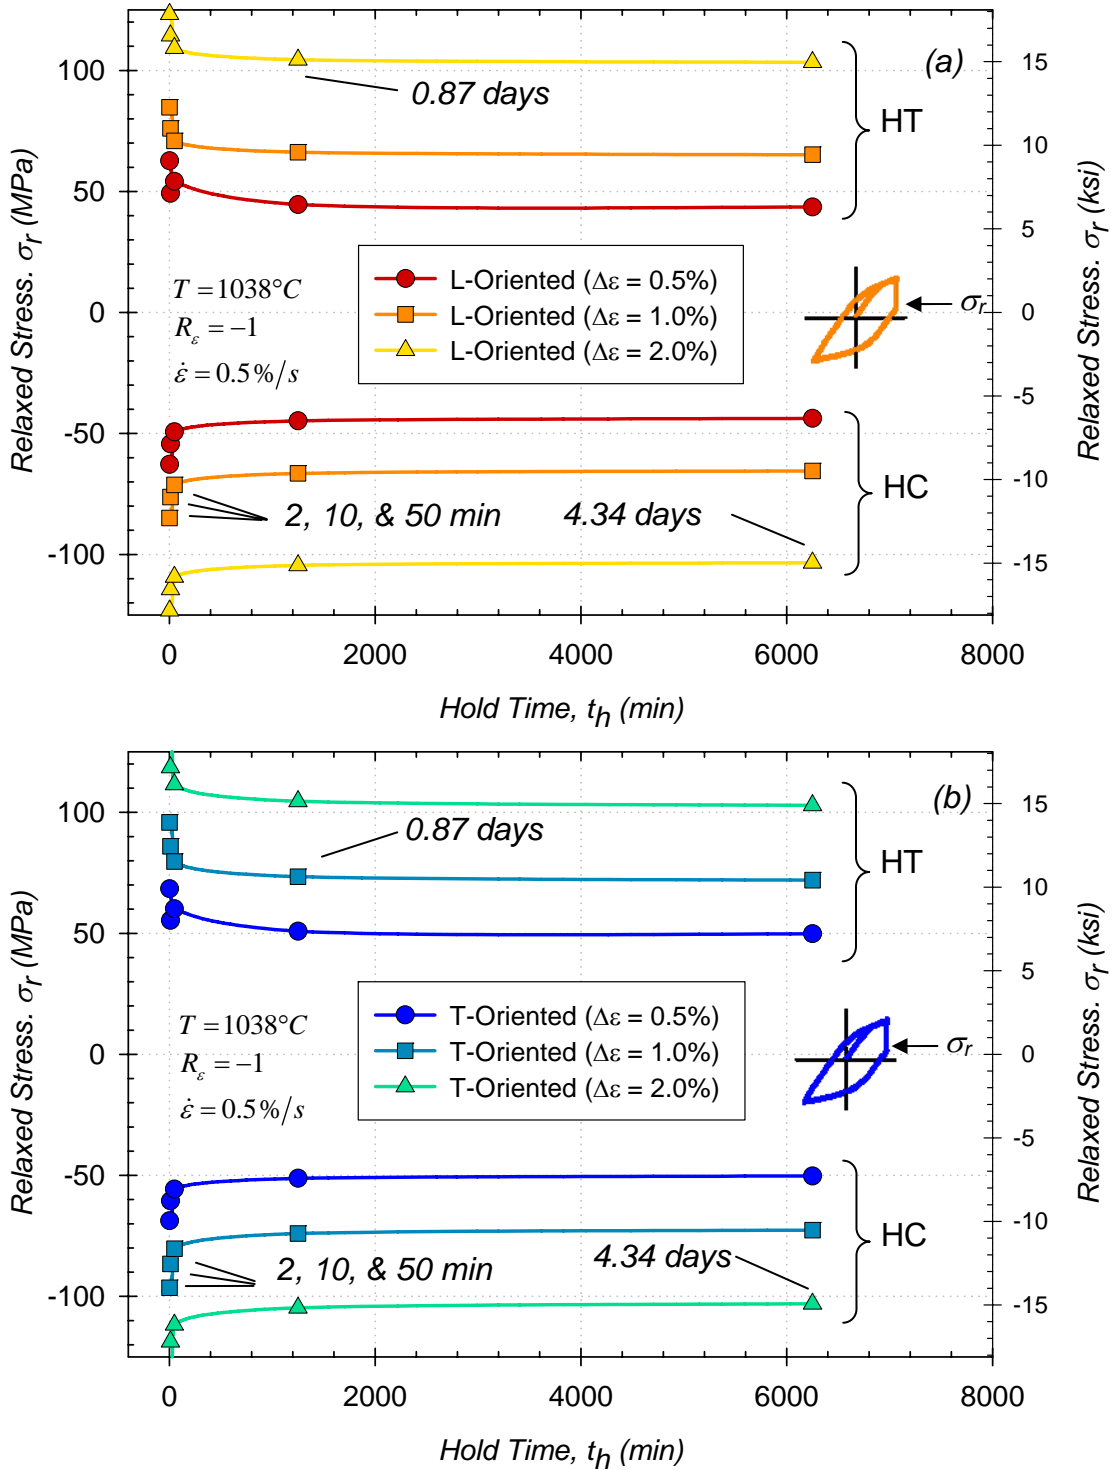 (a)
100
50
0
-50
-100
Relaxed Stress. σr (MPa)
15
10
5
0
-5
-10
-15
Relaxed Stress. σr (ksi)
0.87 days
HT
T = 1038°C
Rε = −1
ε̇ = 0.5%/s
L-Oriented (Δε = 0.5%)
L-Oriented (Δε = 1.0%)
L-Oriented (Δε = 2.0%)
σr
HC
2, 10, & 50 min
4.34 days
0 2000 4000 6000 8000
Hold Time, th (min)
(b)
100
50
0
-50
-100
Relaxed Stress. σr (MPa)
15
10
5
0
-5
-10
-15
Relaxed Stress. σr (ksi)
0.87 days
HT
T = 1038°C
Rε = −1
ε̇ = 0.5%/s
T-Oriented (Δε = 0.5%)
T-Oriented (Δε = 1.0%)
T-Oriented (Δε = 2.0%)
σr
HC
2, 10, & 50 min
4.34 days
0 2000 4000 6000 8000
Hold Time, th (min)